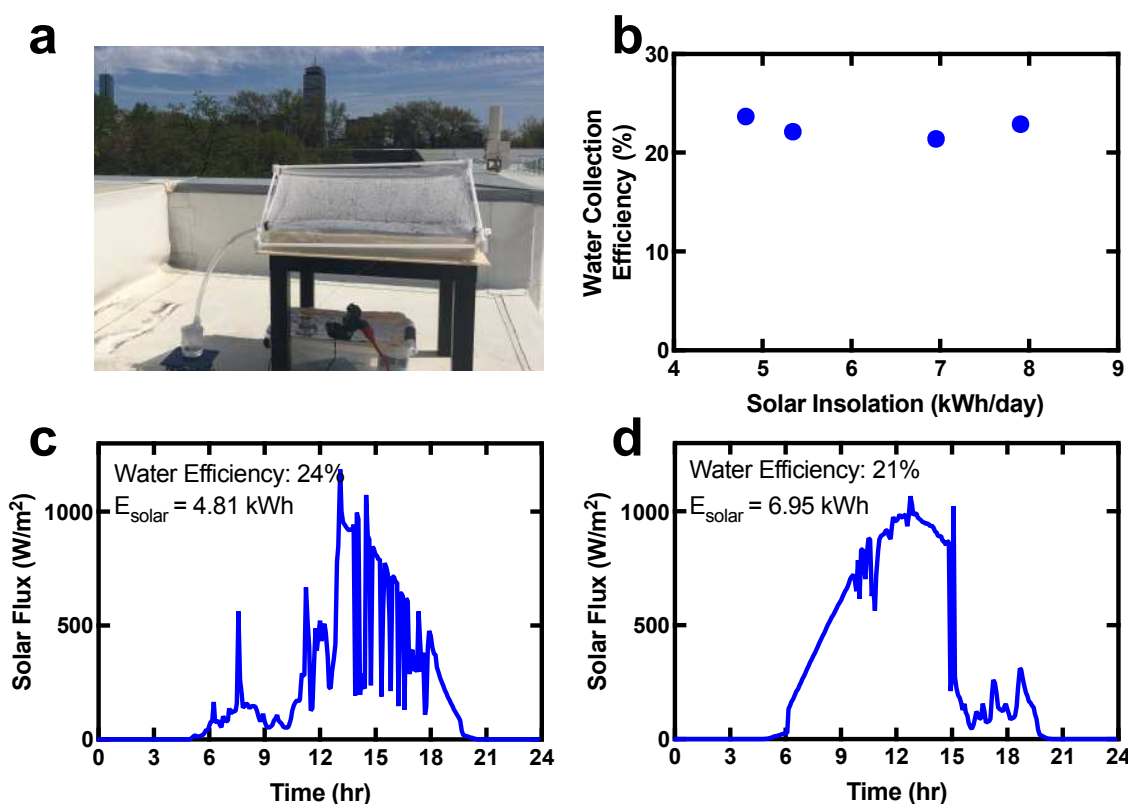 a
b
30
20
10
0
Water Collection
Efficiency (%)
4 5 6 7 8 9
Solar Insolation (kWh/day)
c
Water Efficiency: 24%
E_solar = 4.81 kWh
1000
500
0
Solar Flux (W/m²)
0 3 6 9 12 15 18 21 24
Time (hr)
d
Water Efficiency: 21%
E_solar = 6.95 kWh
1000
500
0
Solar Flux (W/m²)
0 3 6 9 12 15 18 21 24
Time (hr)